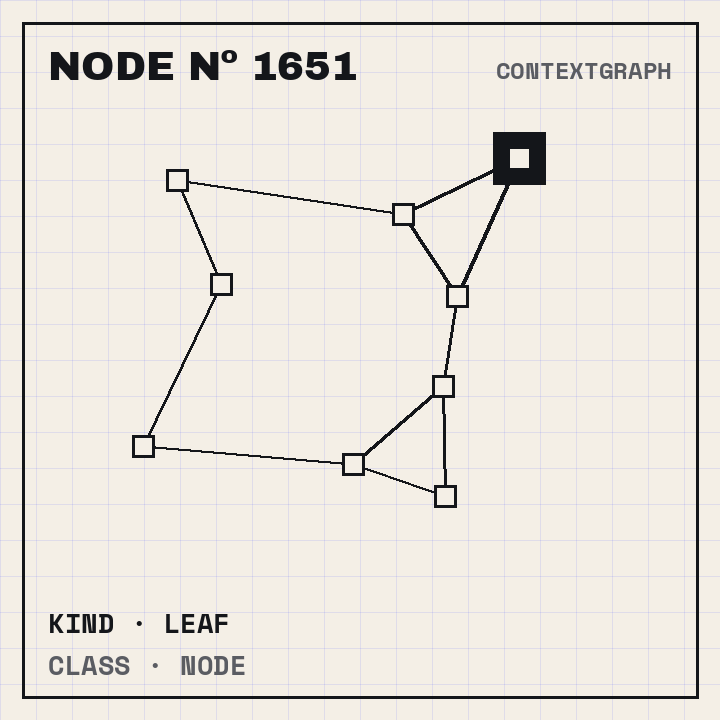 NODE Nº 1651
CONTEXTGRAPH
KIND · LEAF
CLASS · NODE